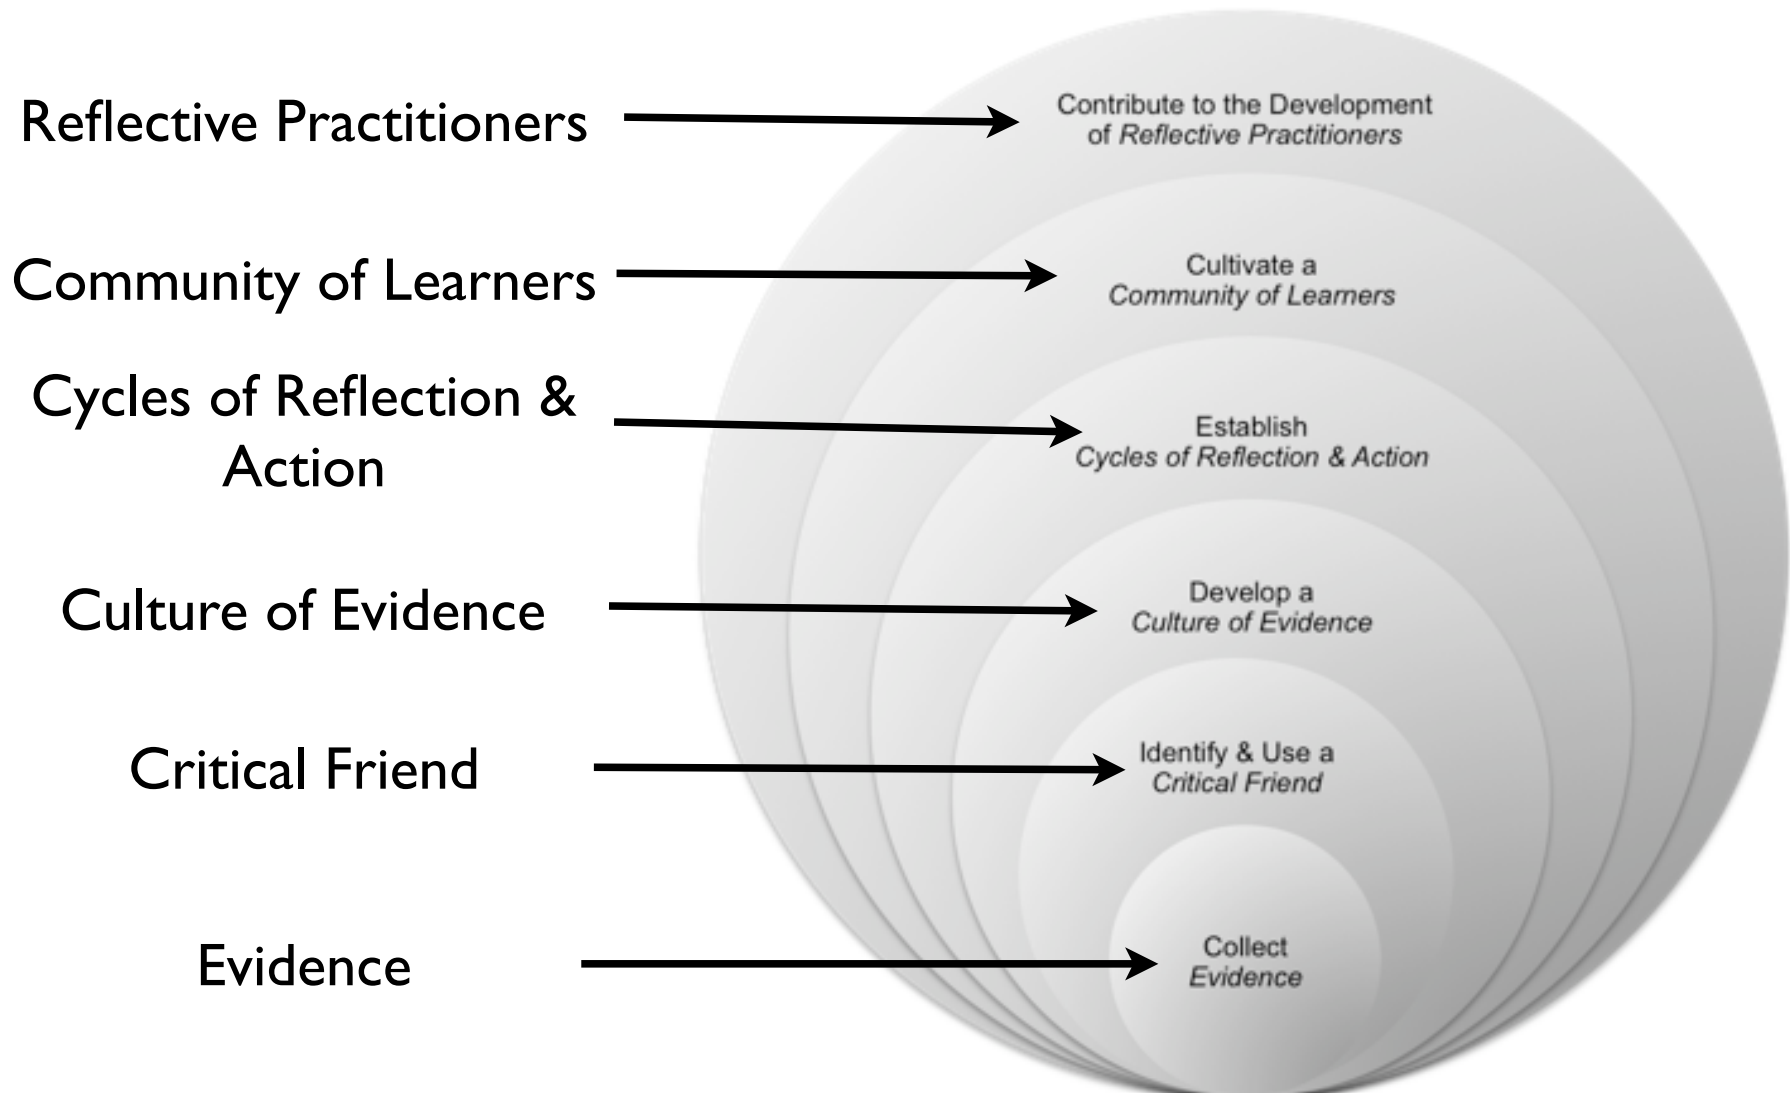 Reflective Practitioners
Contribute to the Development
of Reflective Practitioners
Community of Learners
Cultivate a
Community of Learners
Cycles of Reflection &
Action
Establish
Cycles of Reflection & Action
Culture of Evidence
Develop a
Culture of Evidence
Critical Friend
Identify & Use a
Critical Friend
Evidence
Collect
Evidence